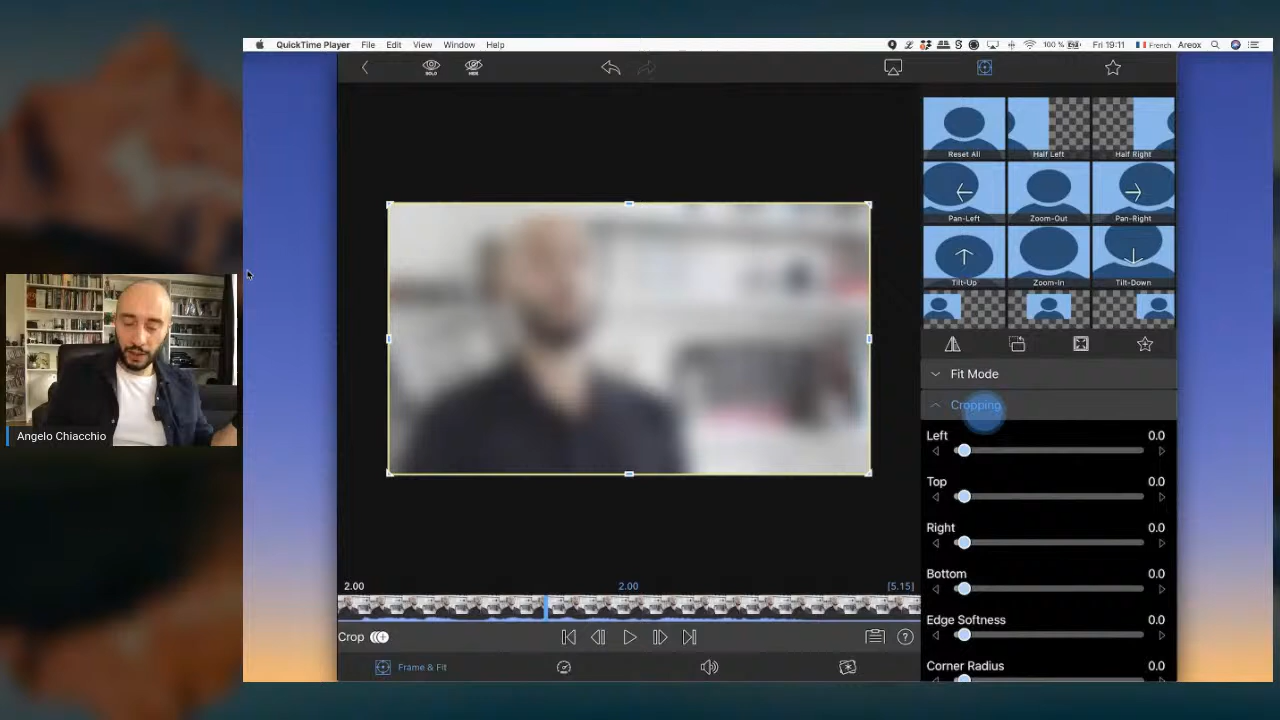 QuickTime Player File Edit View Window Help 100 % Fri 19:11 French Areox
SOLO HIDE
Reset All Half Left Half Right
Pan-Left Zoom-Out Pan-Right
Tilt-Up Zoom-In Tilt-Down
Fit Mode
Cropping
Left 0.0
Top 0.0
Right 0.0
Bottom 0.0
Edge Softness 0.0
Corner Radius 0.0
Angelo Chiacchio
2.00 2.00 [5.15]
Crop
Frame & Fit